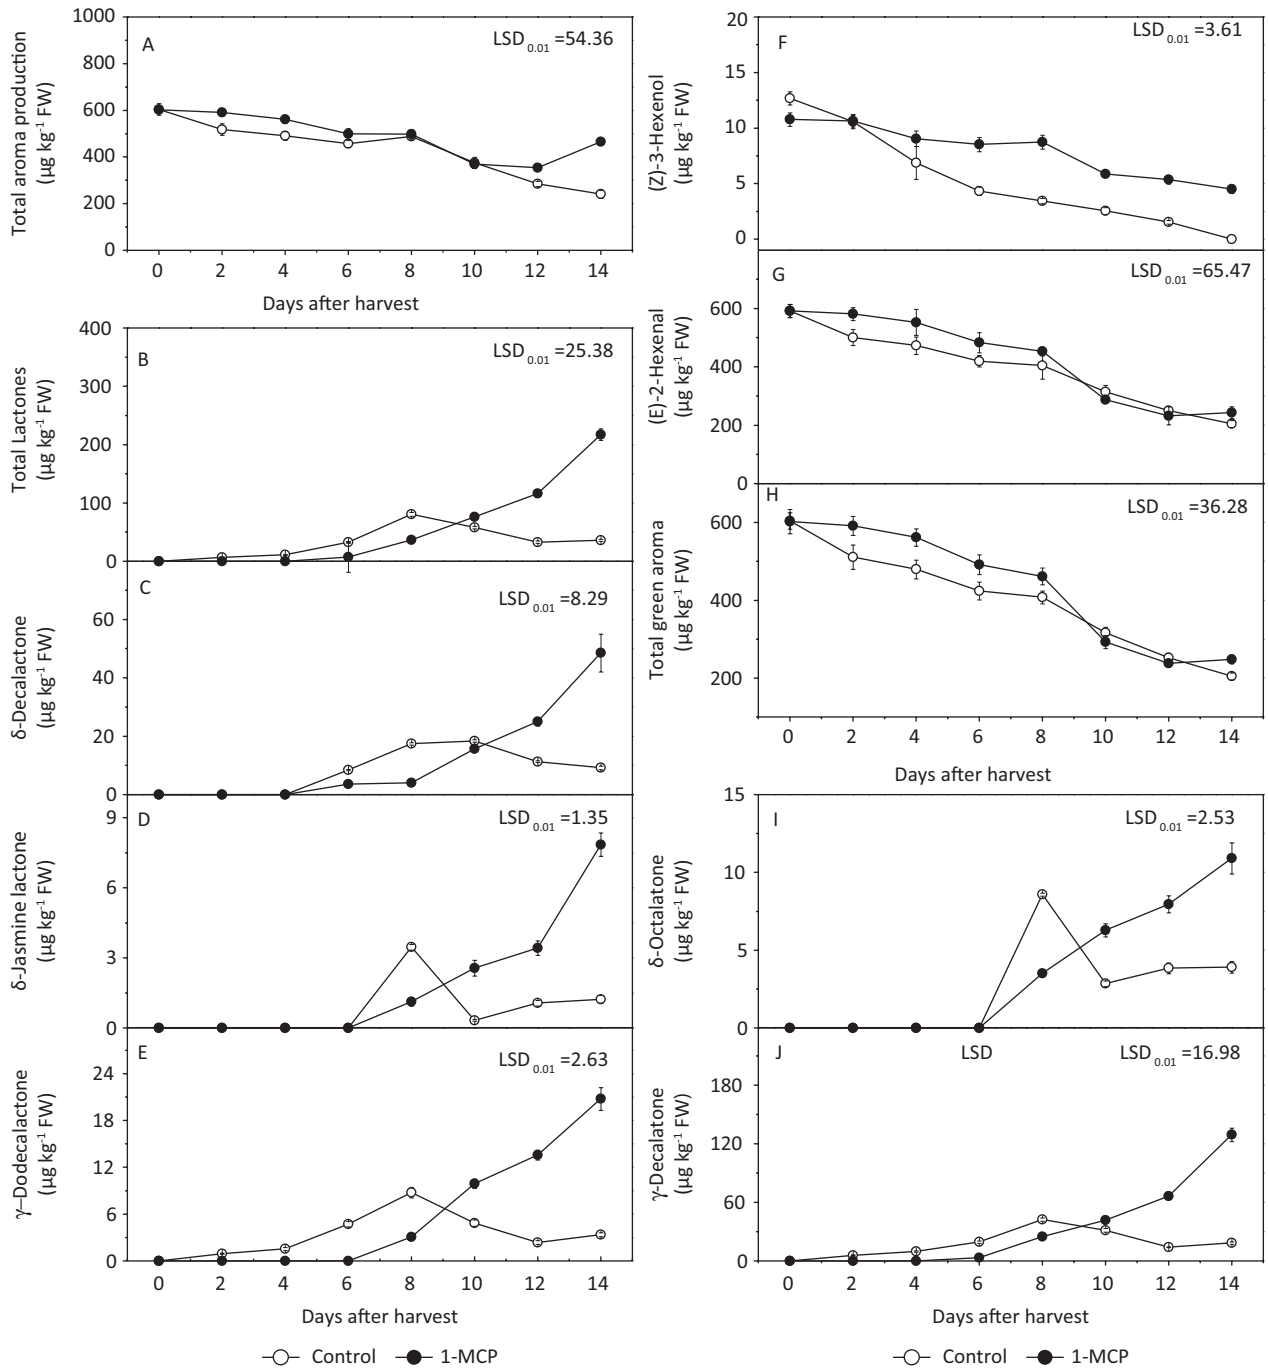 A
LSD 0.01 =54.36
Total aroma production
(µg kg-1 FW)
1000
800
600
400
200
0
0 2 4 6 8 10 12 14
Days after harvest
B
LSD 0.01 =25.38
Total Lactones
(µg kg-1 FW)
400
300
200
100
0
C
LSD 0.01 =8.29
δ-Decalactone
(µg kg-1 FW)
60
40
20
0
D
LSD 0.01 =1.35
δ-Jasmine lactone
(µg kg-1 FW)
9
6
3
0
E
LSD 0.01 =2.63
γ–Dodecalactone
(µg kg-1 FW)
24
18
12
6
0
0 2 4 6 8 10 12 14
Days after harvest
Control 1-MCP
F
LSD 0.01 =3.61
(Z)-3-Hexenol
(µg kg-1 FW)
20
15
10
5
0
G
LSD 0.01 =65.47
(E)-2-Hexenal
(µg kg-1 FW)
600
400
200
0
H
LSD 0.01 =36.28
Total green aroma
(µg kg-1 FW)
600
400
200
0 2 4 6 8 10 12 14
Days after harvest
I
LSD 0.01 =2.53
δ-Octalatone
(µg kg-1 FW)
15
10
5
0
J
LSD
LSD 0.01 =16.98
γ-Decalatone
(µg kg-1 FW)
180
120
60
0
0 2 4 6 8 10 12 14
Days after harvest
Control 1-MCP